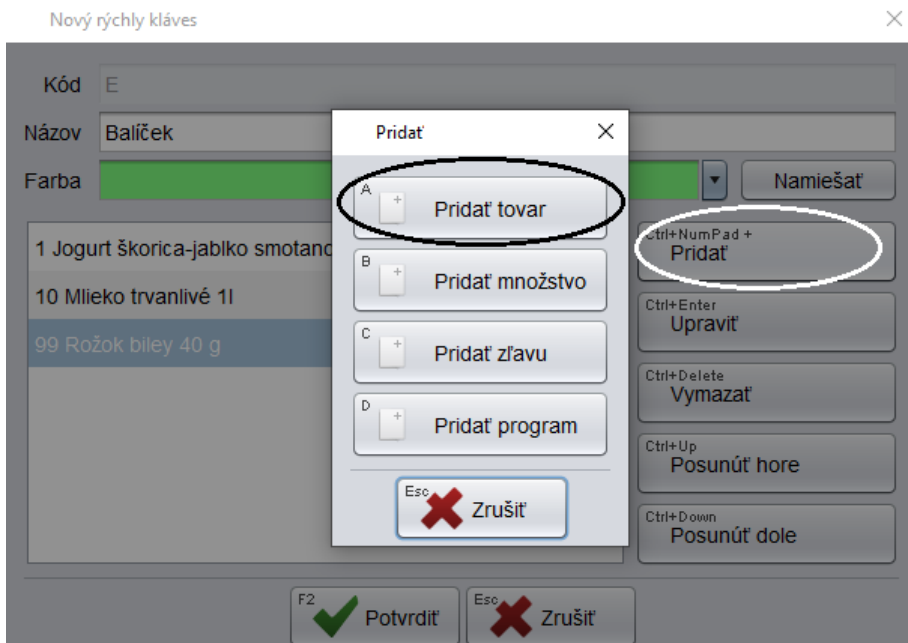 Nový rýchly kláves
Kód E
Názov Balíček
Farba
Namiešať
1 Jogurt škorica-jablko smotano
10 Mlieko trvanlivé 1l
99 Rožok biley 40 g
Ctrl+NumPad +
Pridať
Ctrl+Enter
Upraviť
Ctrl+Delete
Vymazať
Ctrl+Up
Posunúť hore
Ctrl+Down
Posunúť dole
Pridať
A
Pridať tovar
B
Pridať množstvo
C
Pridať zľavu
D
Pridať program
Esc
Zrušiť
F2
Potvrdiť
Esc
Zrušiť